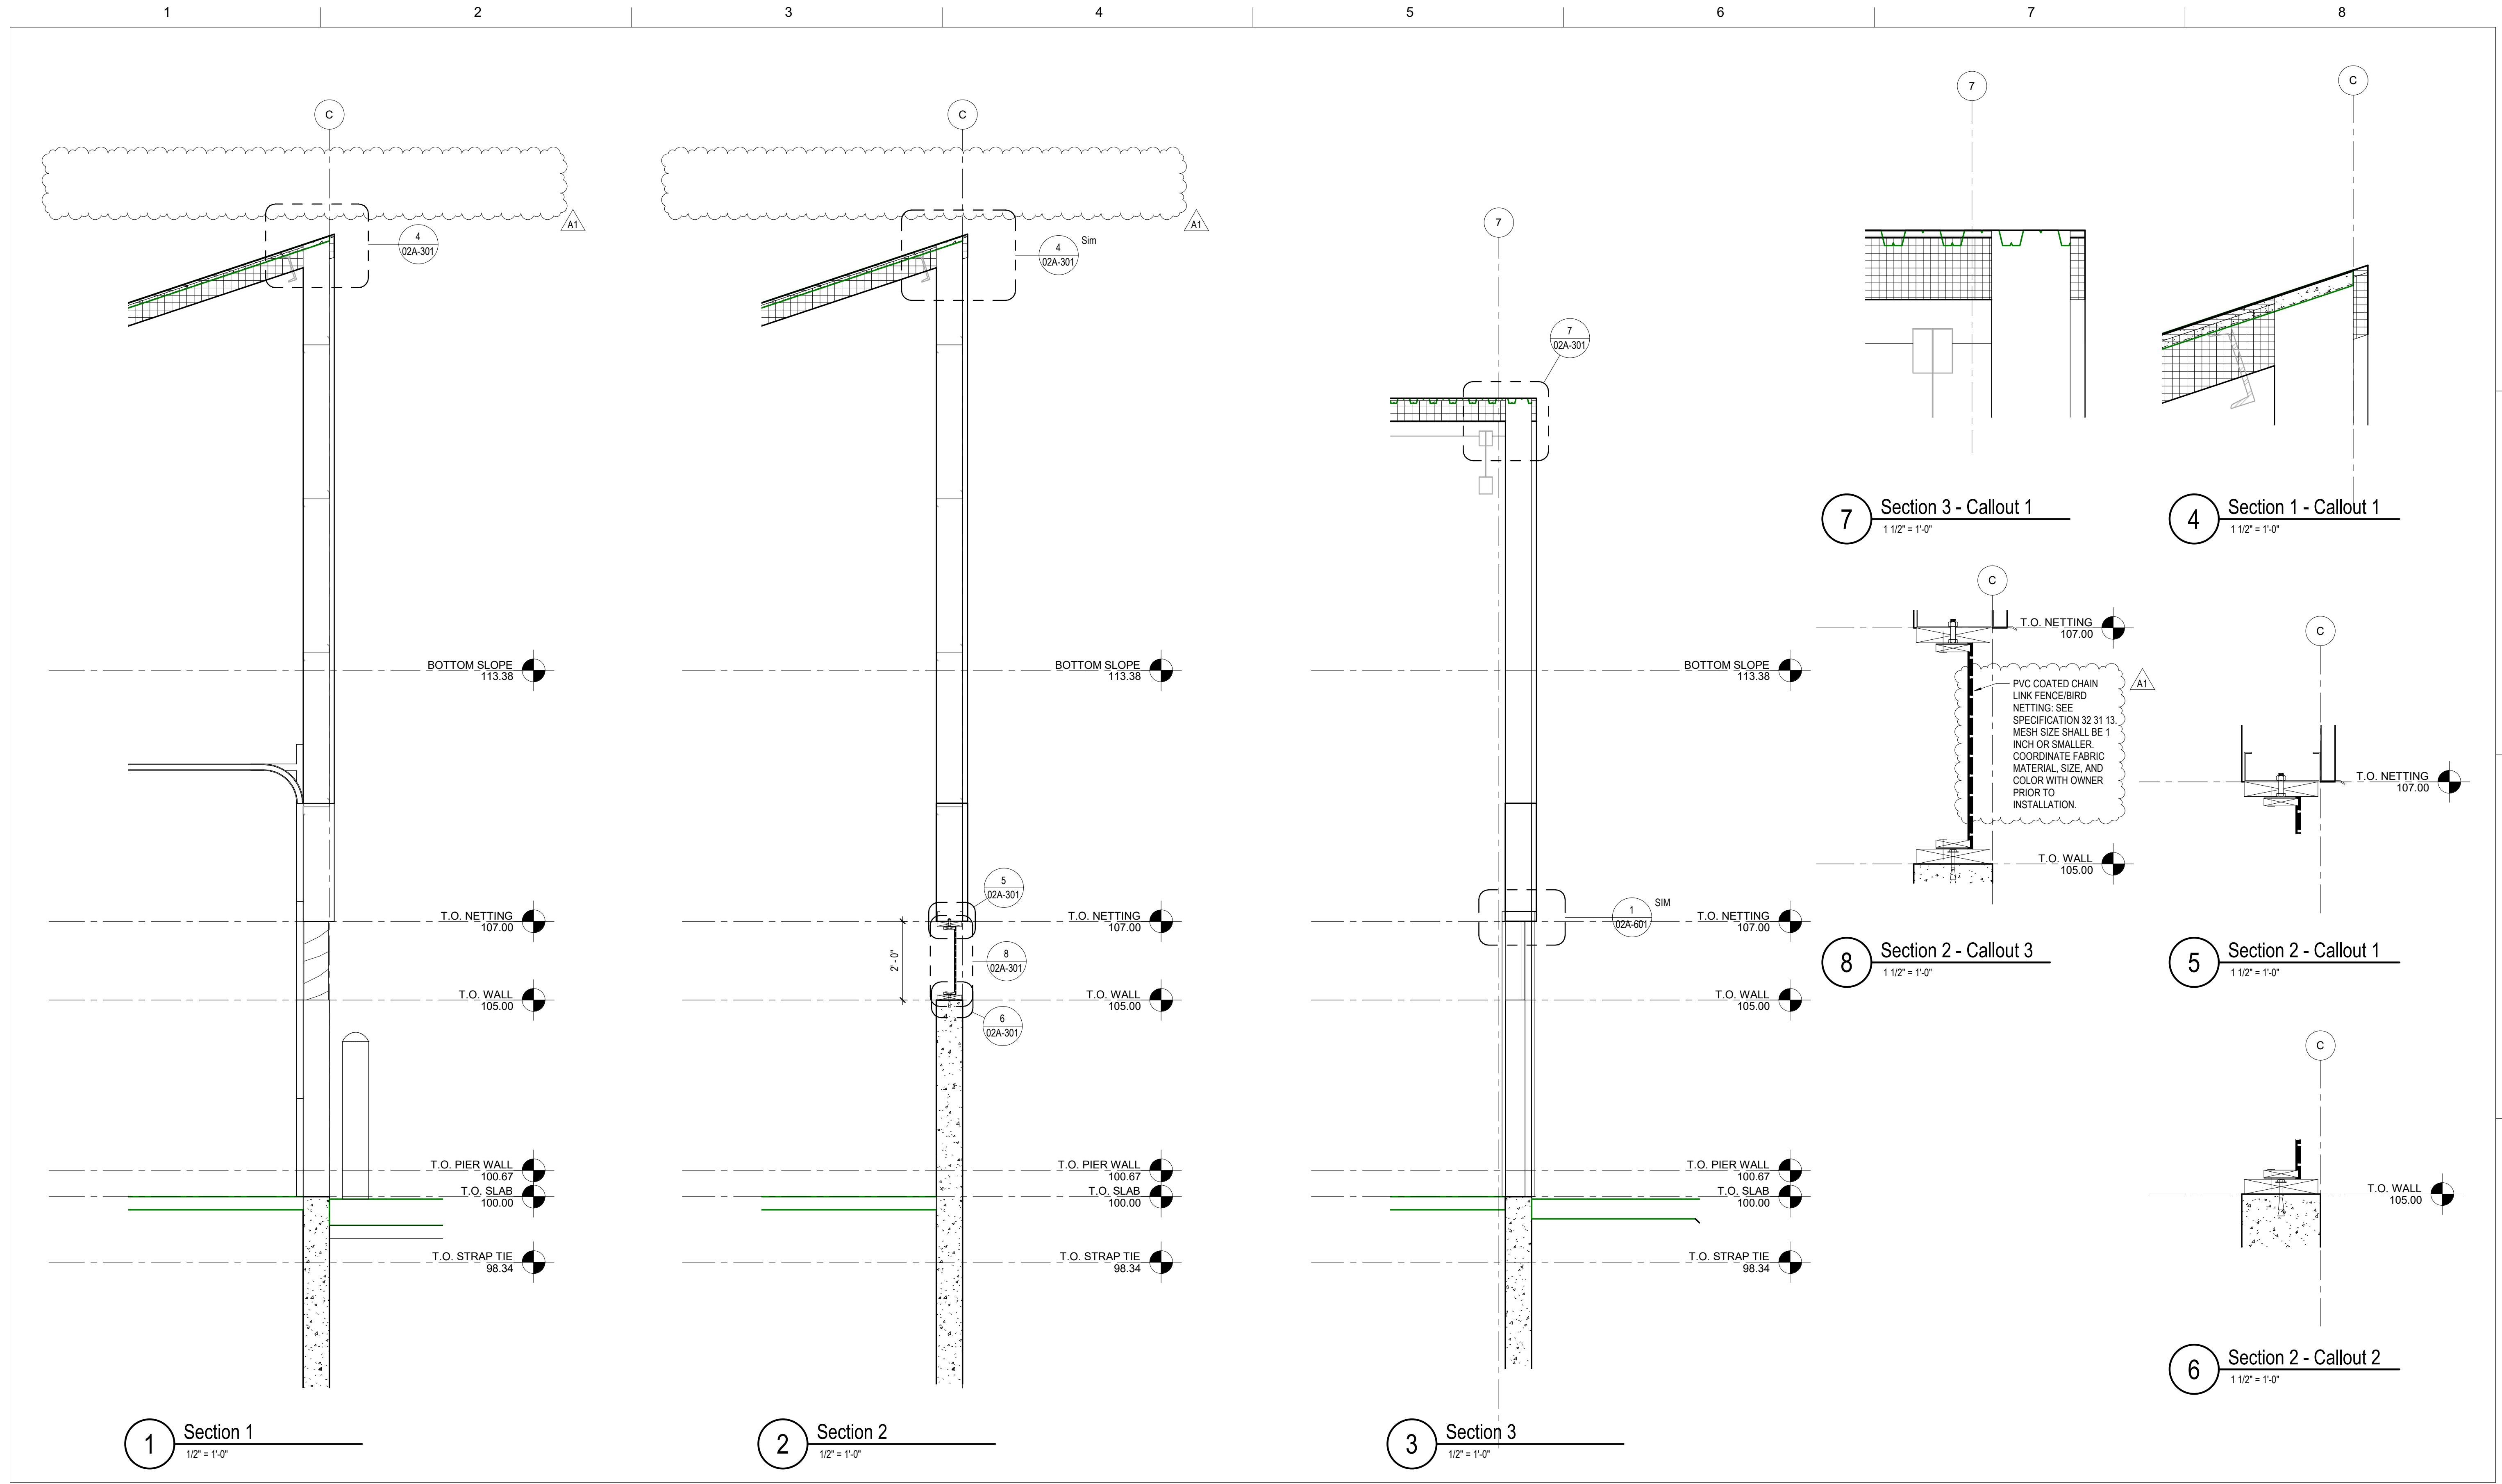 1 2 3 4 5 6 7 8
C
A1
4
02A-301
BOTTOM SLOPE
113.38
T.O. NETTING
107.00
T.O. WALL
105.00
T.O. PIER WALL
100.67
T.O. SLAB
100.00
T.O. STRAP TIE
98.34
1
Section 1
1/2" = 1'-0"
C
A1
4
02A-301
Sim
BOTTOM SLOPE
113.38
5
02A-301
T.O. NETTING
107.00
2' - 0"
8
02A-301
T.O. WALL
105.00
6
02A-301
T.O. PIER WALL
100.67
T.O. SLAB
100.00
T.O. STRAP TIE
98.34
2
Section 2
1/2" = 1'-0"
7
7
02A-301
BOTTOM SLOPE
113.38
1
02A-601
SIM
T.O. NETTING
107.00
T.O. WALL
105.00
T.O. PIER WALL
100.67
T.O. SLAB
100.00
T.O. STRAP TIE
98.34
3
Section 3
1/2" = 1'-0"
7
7
Section 3 - Callout 1
1 1/2" = 1'-0"
C
4
Section 1 - Callout 1
1 1/2" = 1'-0"
C
T.O. NETTING
107.00
A1
PVC COATED CHAIN
LINK FENCE/BIRD
NETTING: SEE
SPECIFICATION 32 31 13.
MESH SIZE SHALL BE 1
INCH OR SMALLER.
COORDINATE FABRIC
MATERIAL, SIZE, AND
COLOR WITH OWNER
PRIOR TO
INSTALLATION.
T.O. WALL
105.00
8
Section 2 - Callout 3
1 1/2" = 1'-0"
C
T.O. NETTING
107.00
5
Section 2 - Callout 1
1 1/2" = 1'-0"
C
T.O. WALL
105.00
6
Section 2 - Callout 2
1 1/2" = 1'-0"